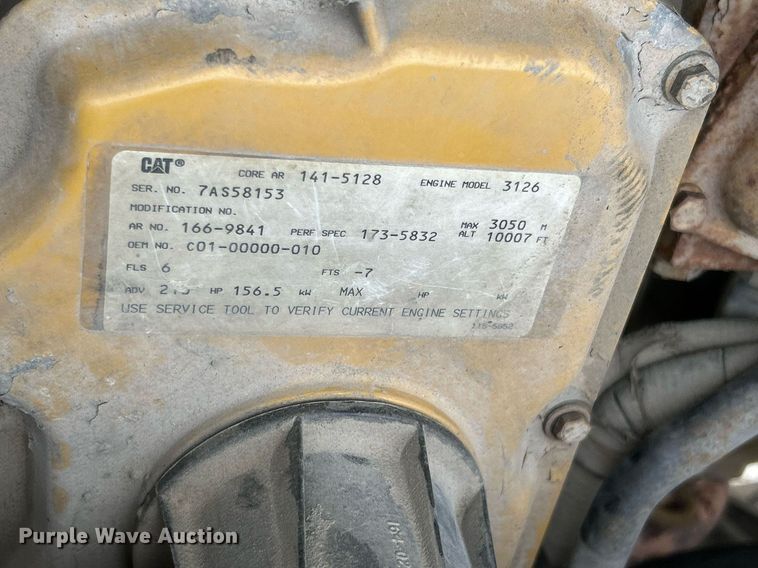 CAT® CORE AR 141-5128 ENGINE MODEL 3126
SER. NO. 7AS58153
MODIFICATION NO.
AR NO. 166-9841 PERF SPEC 173-5832 MAX 3050 M
OEM NO. C01-00000-010 ALT 10007 FT
FLS 6 FTS -7
ADV HP 156.5 kW MAX HP kW
USE SERVICE TOOL TO VERIFY CURRENT ENGINE SETTINGS
Purple Wave Auction®